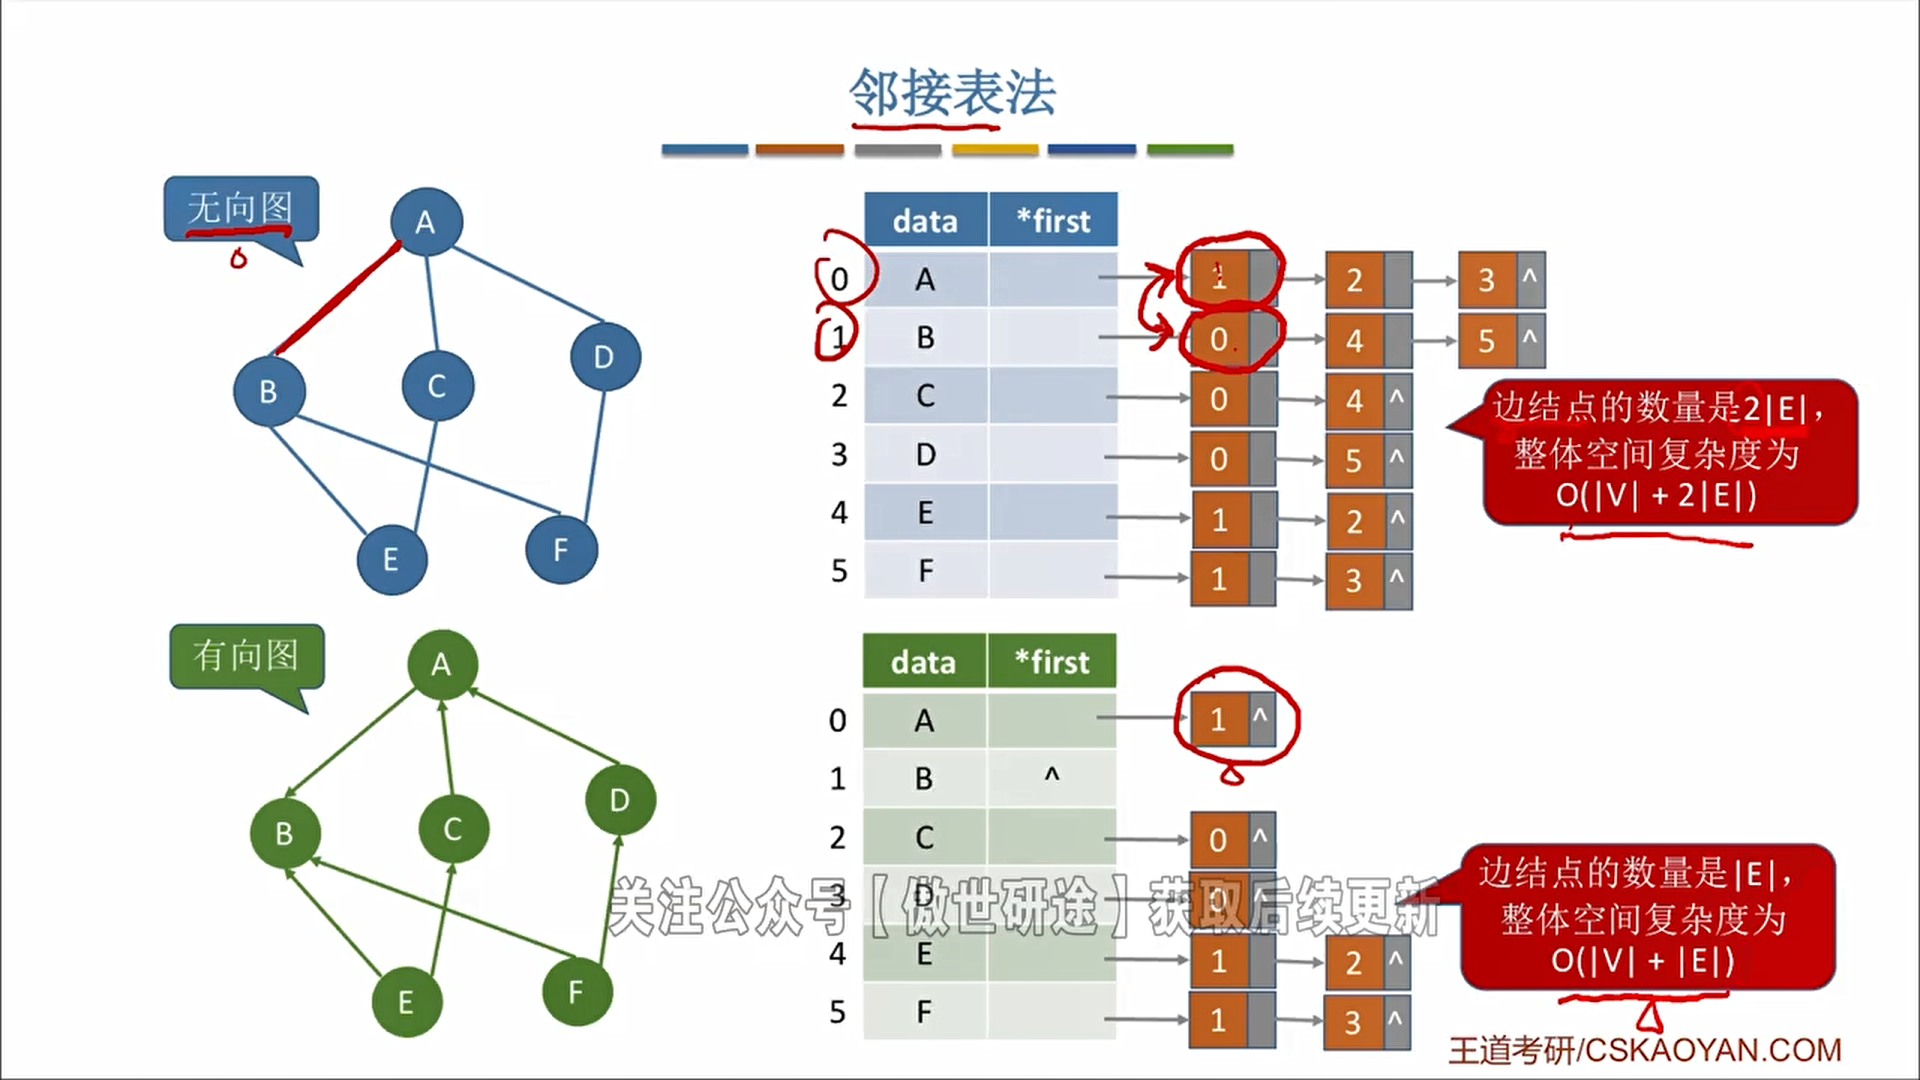 邻接表法
无向图
A
B
C
D
E
F
data *first
0 A 1 2 3 ^
1 B 0 4 5 ^
2 C 0 4 ^
3 D 0 5 ^
4 E 1 2 ^
5 F 1 3 ^
边结点的数量是2|E|，
整体空间复杂度为
O(|V| + 2|E|)
有向图
A
B
C
D
E
F
data *first
0 A 1 ^
1 B ^
2 C 0 ^
3 D 0 ^
4 E 1 2 ^
5 F 1 3 ^
边结点的数量是|E|，
整体空间复杂度为
O(|V| + |E|)
关注公众号【傲世研途】获取后续更新
王道考研/CSKAOYAN.COM